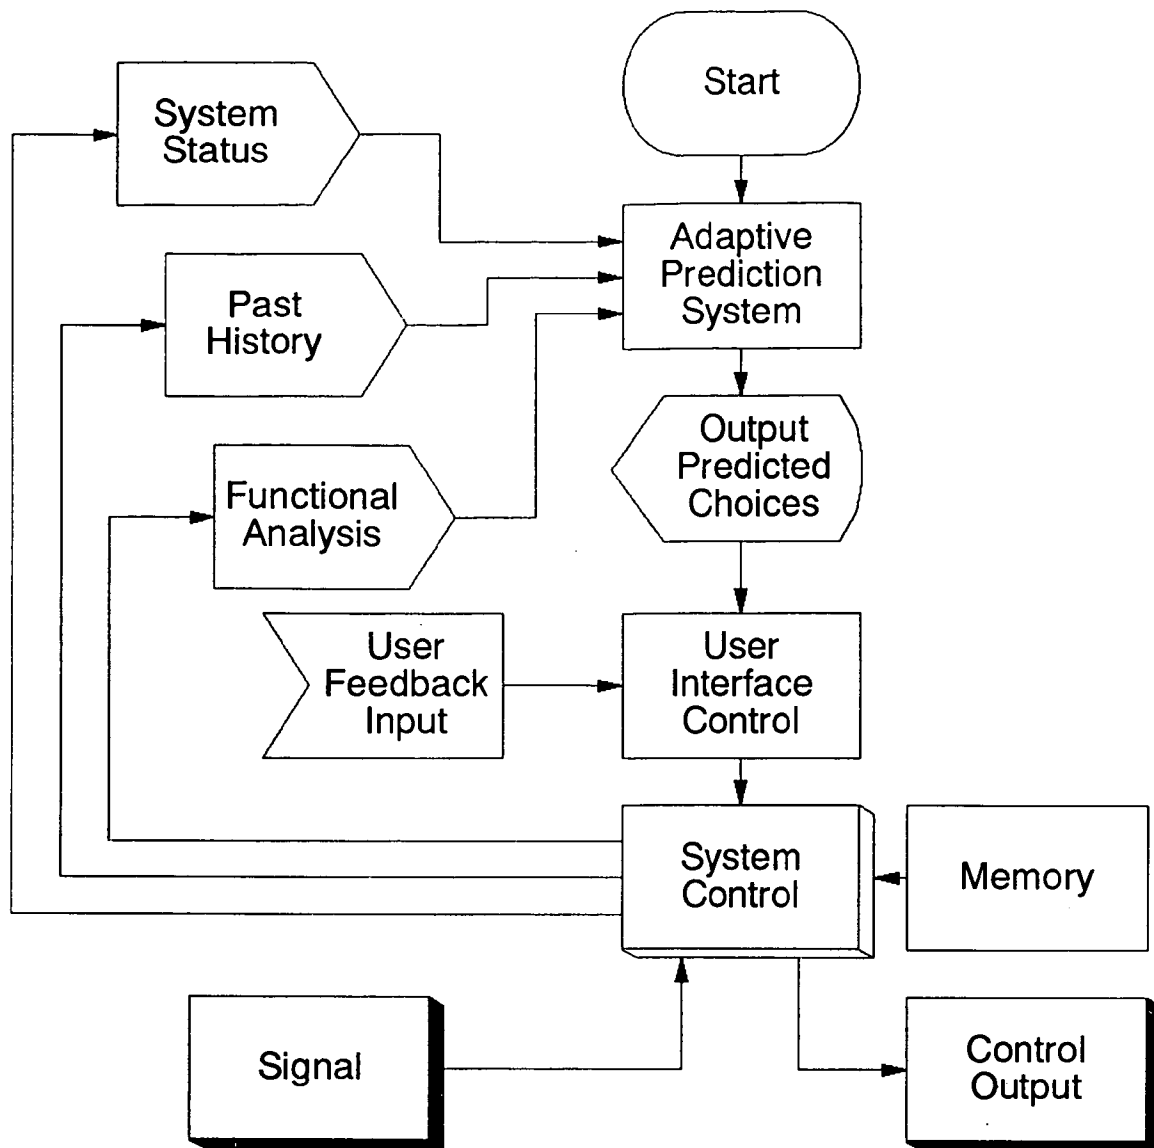 Start
System
Status
Adaptive
Prediction
System
Past
History
Output
Predicted
Choices
Functional
Analysis
User
Feedback
Input
User
Interface
Control
System
Control
Memory
Signal
Control
Output